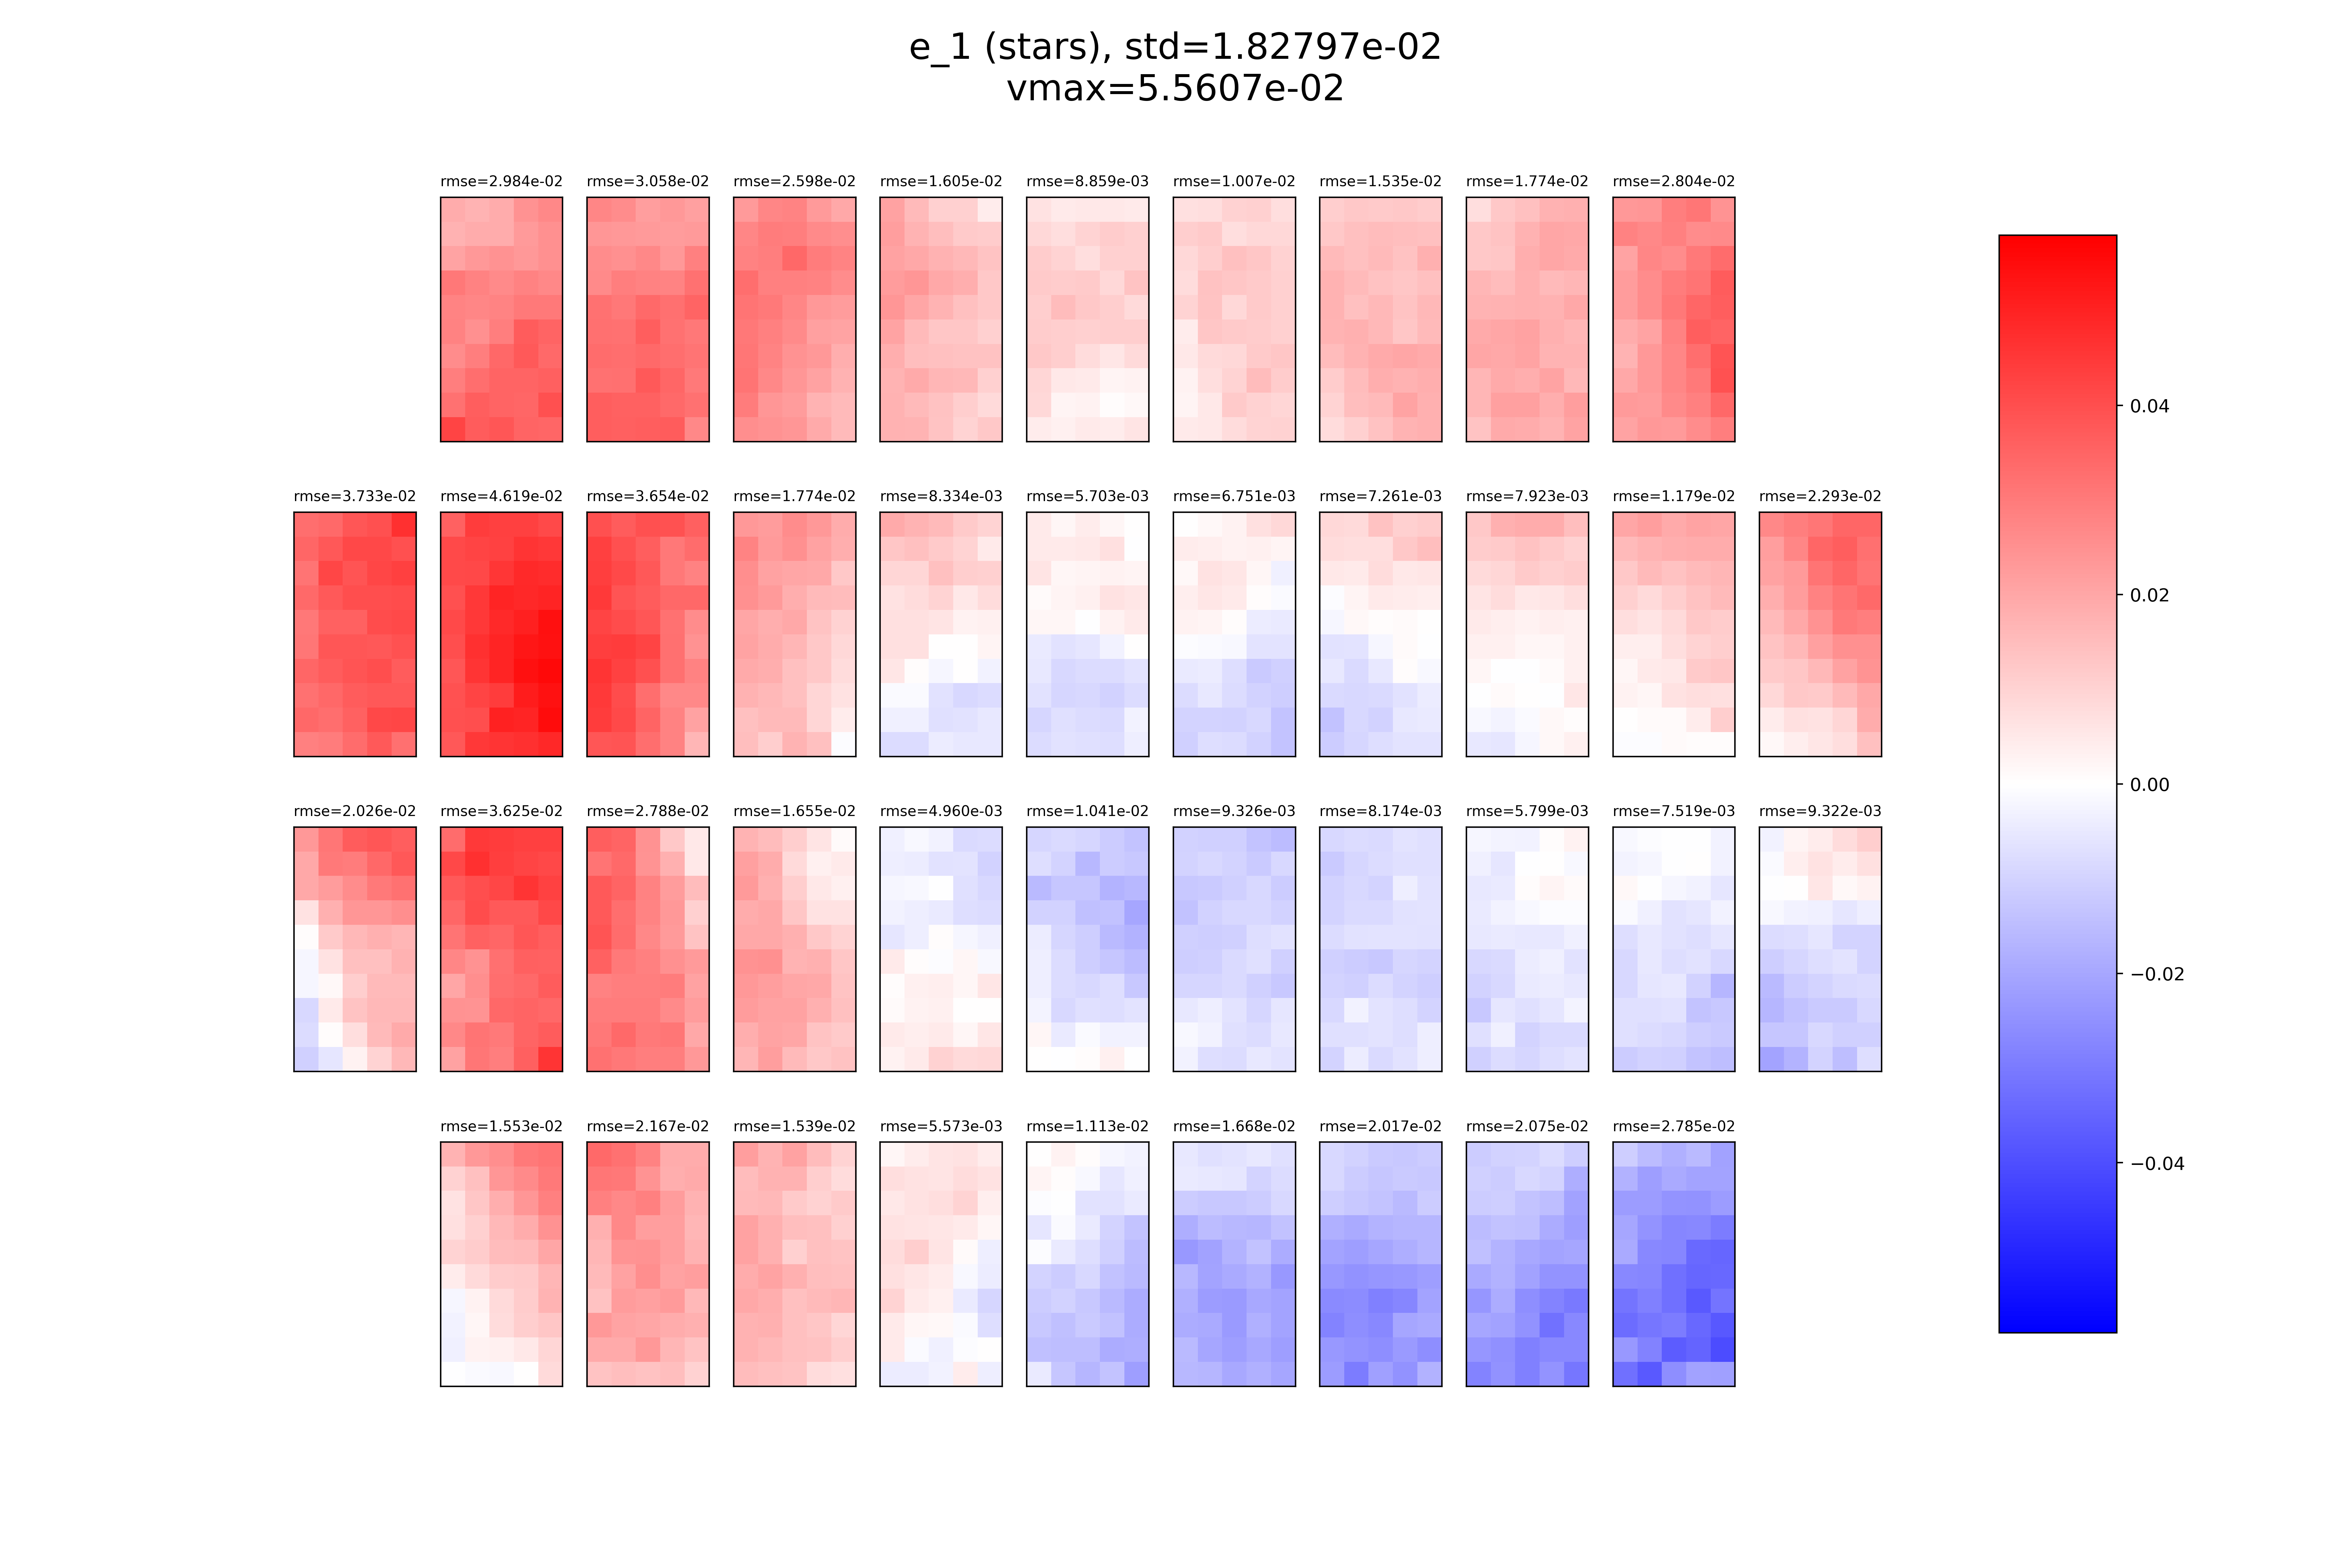 e_1 (stars), std=1.82797e-02
vmax=5.5607e-02
rmse=2.984e-02 rmse=3.058e-02 rmse=2.598e-02 rmse=1.605e-02 rmse=8.859e-03 rmse=1.007e-02 rmse=1.535e-02 rmse=1.774e-02 rmse=2.804e-02
rmse=3.733e-02 rmse=4.619e-02 rmse=3.654e-02 rmse=1.774e-02 rmse=8.334e-03 rmse=5.703e-03 rmse=6.751e-03 rmse=7.261e-03 rmse=7.923e-03 rmse=1.179e-02 rmse=2.293e-02
rmse=2.026e-02 rmse=3.625e-02 rmse=2.788e-02 rmse=1.655e-02 rmse=4.960e-03 rmse=1.041e-02 rmse=9.326e-03 rmse=8.174e-03 rmse=5.799e-03 rmse=7.519e-03 rmse=9.322e-03
rmse=1.553e-02 rmse=2.167e-02 rmse=1.539e-02 rmse=5.573e-03 rmse=1.113e-02 rmse=1.668e-02 rmse=2.017e-02 rmse=2.075e-02 rmse=2.785e-02
0.04
0.02
0.00
−0.02
−0.04